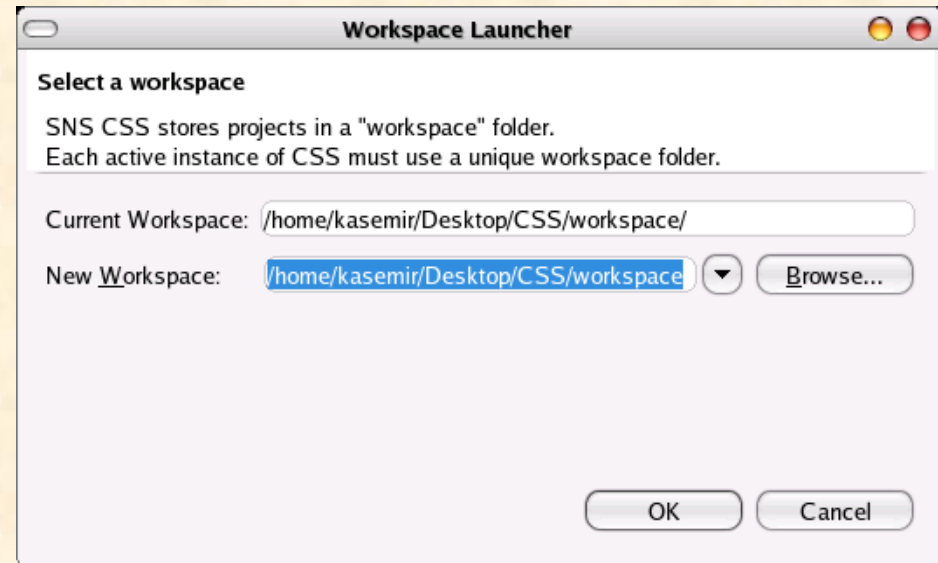 Workspace Launcher
Select a workspace
SNS CSS stores projects in a "workspace" folder.
Each active instance of CSS must use a unique workspace folder.
Current Workspace: /home/kasemir/Desktop/CSS/workspace/
New Workspace: /home/kasemir/Desktop/CSS/workspace Browse...
OK Cancel